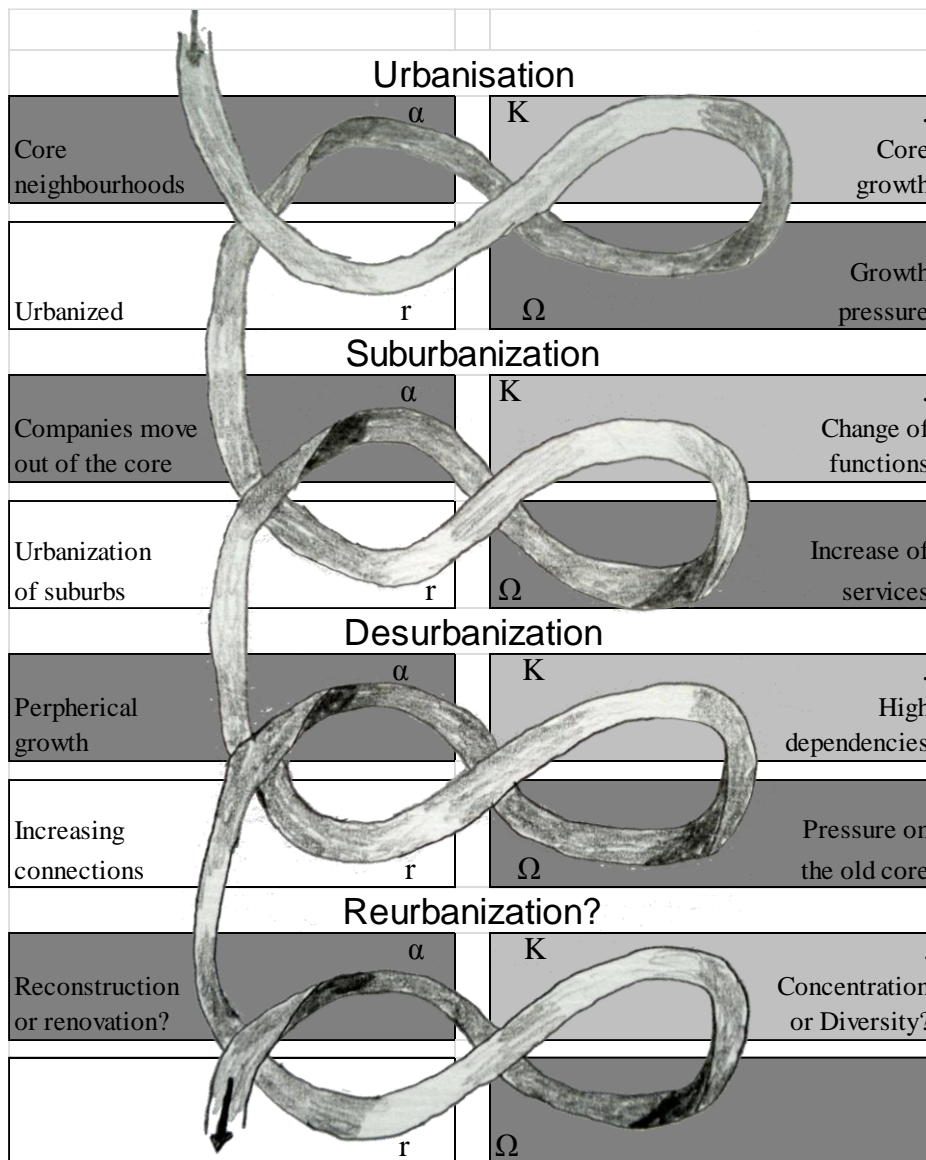 Urbanisation
α
K
.
Core
neighbourhoods
Core
growth
Urbanized
r
Ω
Growth
pressure
Suburbanization
α
K
.
Companies move
out of the core
Change of
functions
Urbanization
of suburbs
r
Ω
Increase of
services
Desurbanization
α
K
.
Perpherical
growth
High
dependencies
Increasing
connections
r
Ω
Pressure on
the old core
Reurbanization?
α
K
.
Reconstruction
or renovation?
Concentration
or Diversity?
r
Ω